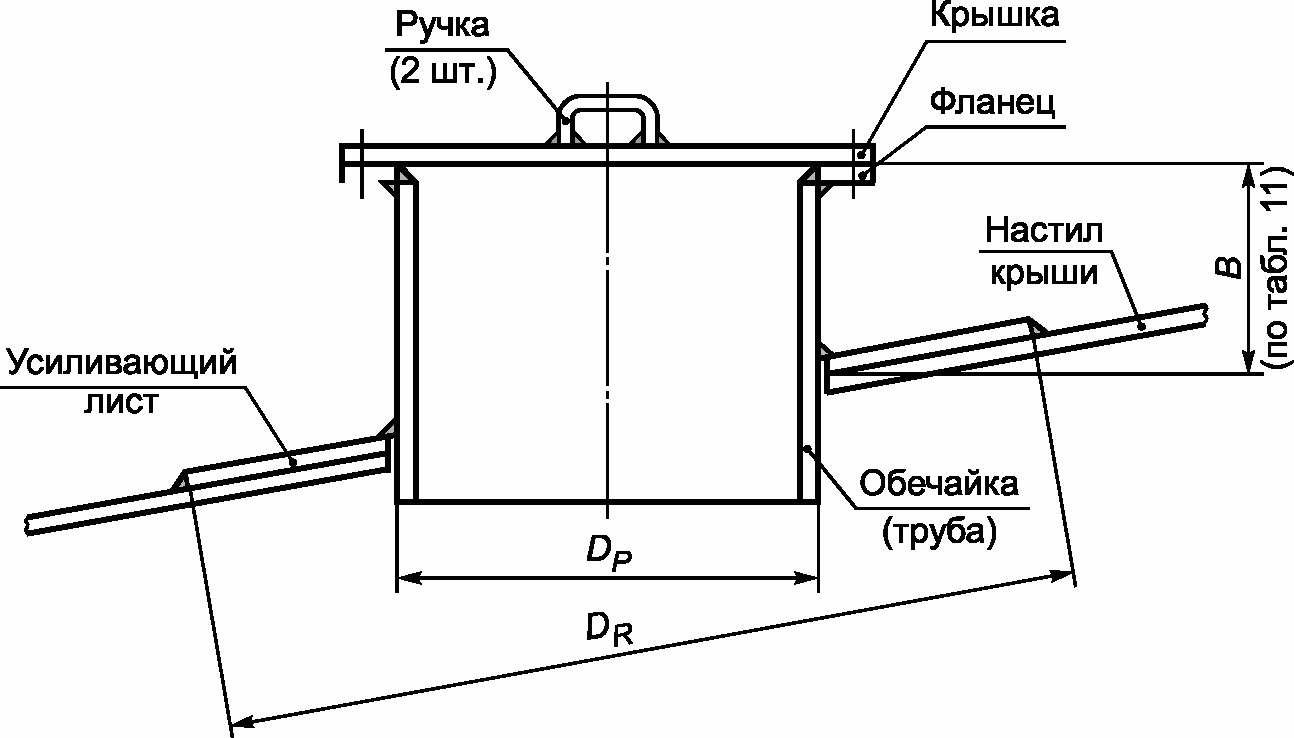 Ручка
(2 шт.)
Крышка
Фланец
Настил
крыши
B
(по табл. 11)
Усиливающий
лист
Обечайка
(труба)
D_P
D_R